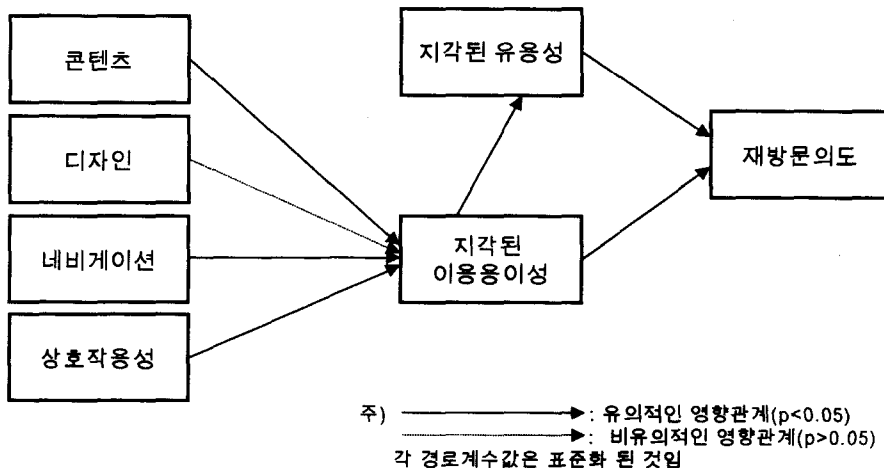 콘텐츠
디자인
네비게이션
상호작용성
지각된 유용성
지각된
이용용이성
재방문의도
주) : 유의적인 영향관계(p<0.05)
: 비유의적인 영향관계(p>0.05)
각 경로계수값은 표준화 된 것임